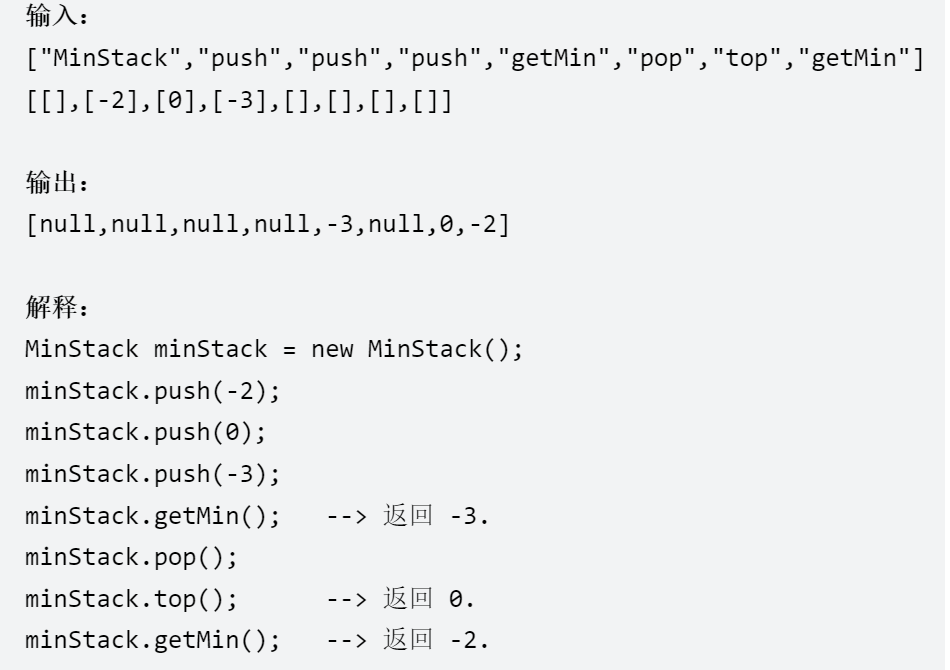 输入：
["MinStack","push","push","push","getMin","pop","top","getMin"]
[[],[-2],[0],[-3],[],[],[],[]]
输出：
[null,null,null,null,-3,null,0,-2]
解释：
MinStack minStack = new MinStack();
minStack.push(-2);
minStack.push(0);
minStack.push(-3);
minStack.getMin();   --> 返回 -3.
minStack.pop();
minStack.top();      --> 返回 0.
minStack.getMin();   --> 返回 -2.